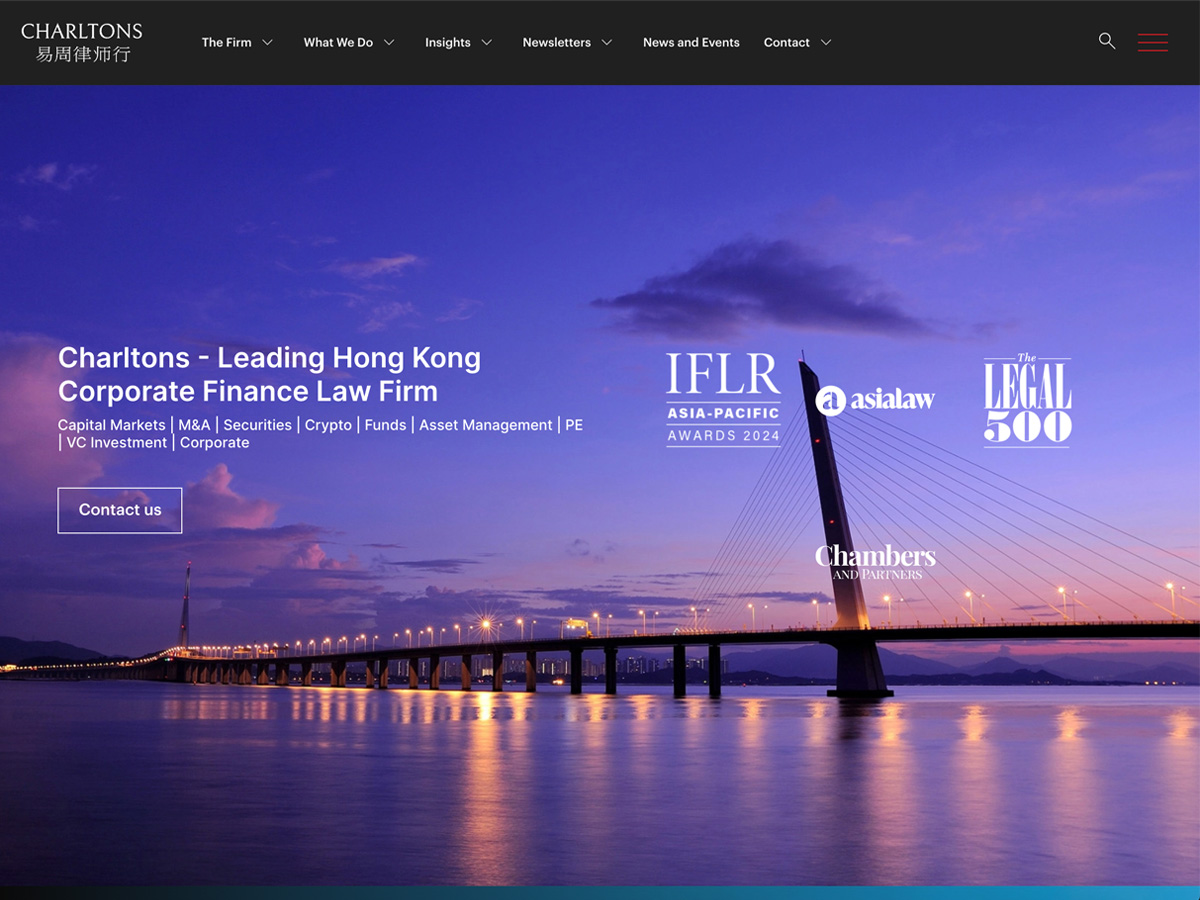 CHARLTONS
易周律师行
The Firm
What We Do
Insights
Newsletters
News and Events
Contact
Charltons - Leading Hong Kong
Corporate Finance Law Firm
Capital Markets | M&A | Securities | Crypto | Funds | Asset Management | PE
| VC Investment | Corporate
Contact us
IFLR
ASIA-PACIFIC
AWARDS 2024
a asialaw
The
LEGAL
500
Chambers
AND PARTNERS